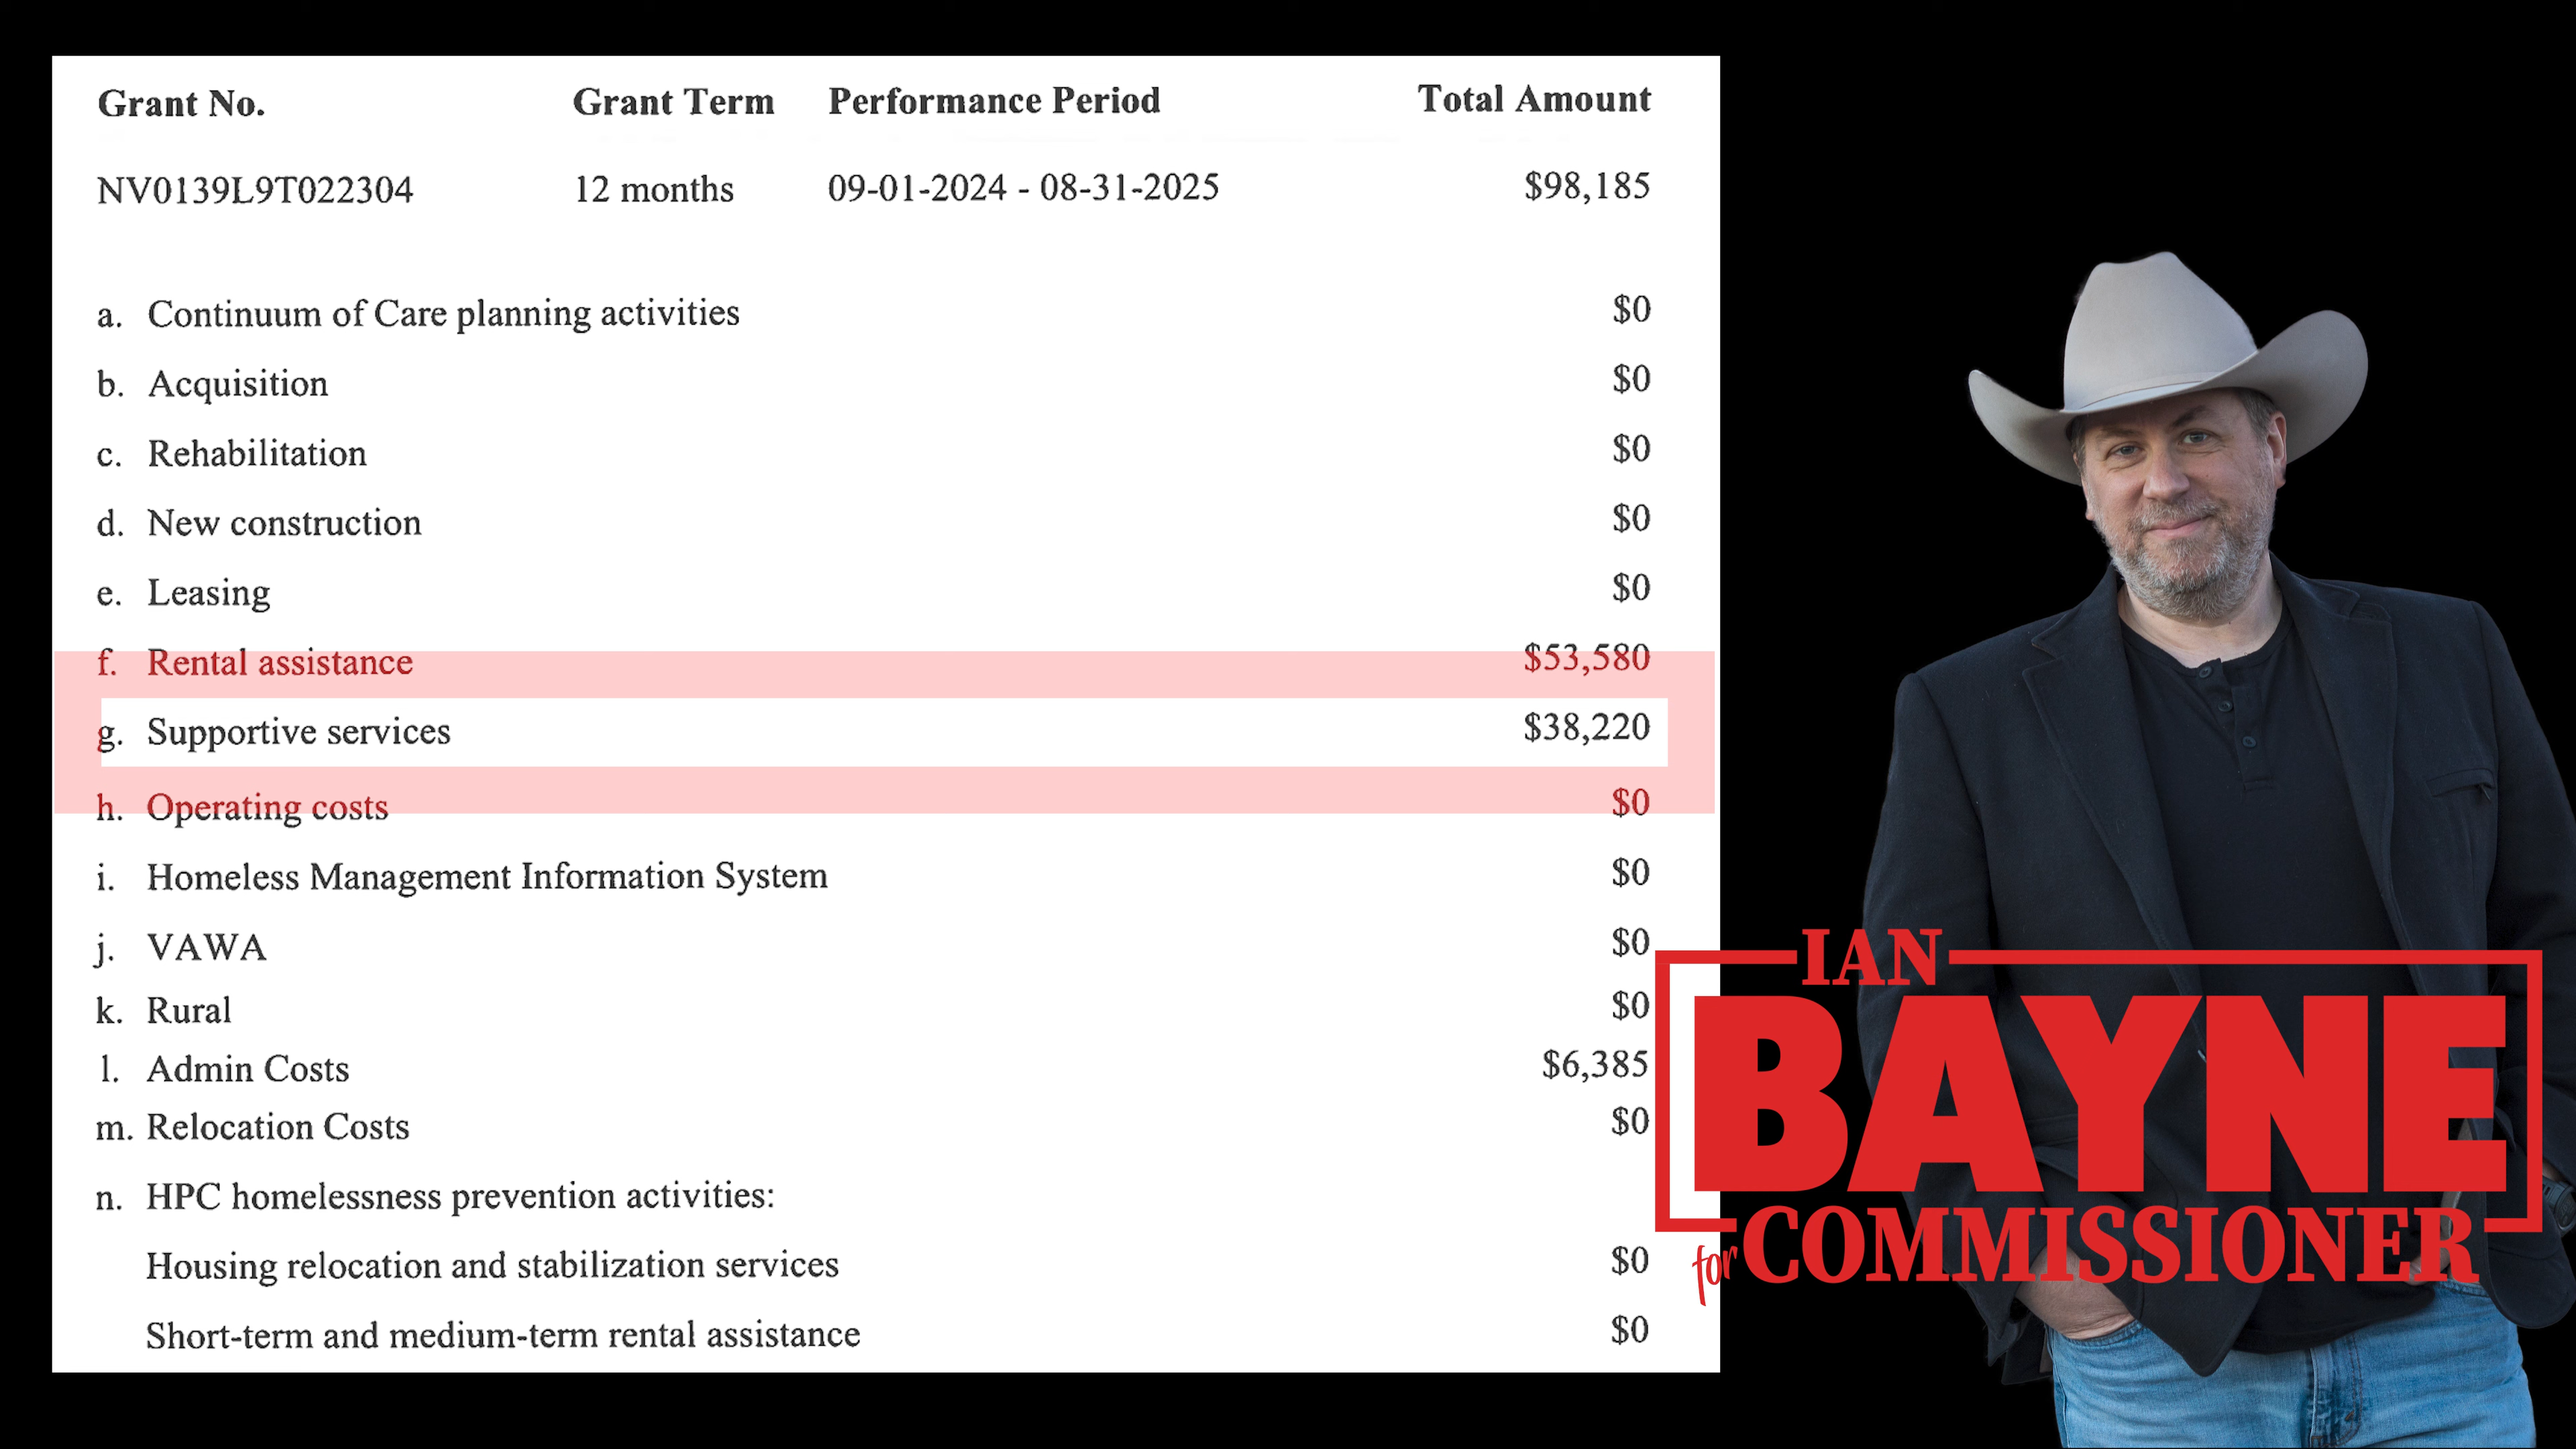 Grant No. Grant Term Performance Period Total Amount
NV0139L9T022304 12 months 09-01-2024 - 08-31-2025 $98,185
a. Continuum of Care planning activities $0
b. Acquisition $0
c. Rehabilitation $0
d. New construction $0
e. Leasing $0
f. Rental assistance $53,580
g. Supportive services $38,220
h. Operating costs $0
i. Homeless Management Information System $0
j. VAWA $0
k. Rural $0
l. Admin Costs $6,385
m. Relocation Costs $0
n. HPC homelessness prevention activities:
Housing relocation and stabilization services $0
Short-term and medium-term rental assistance $0
IAN
BAYNE
for COMMISSIONER